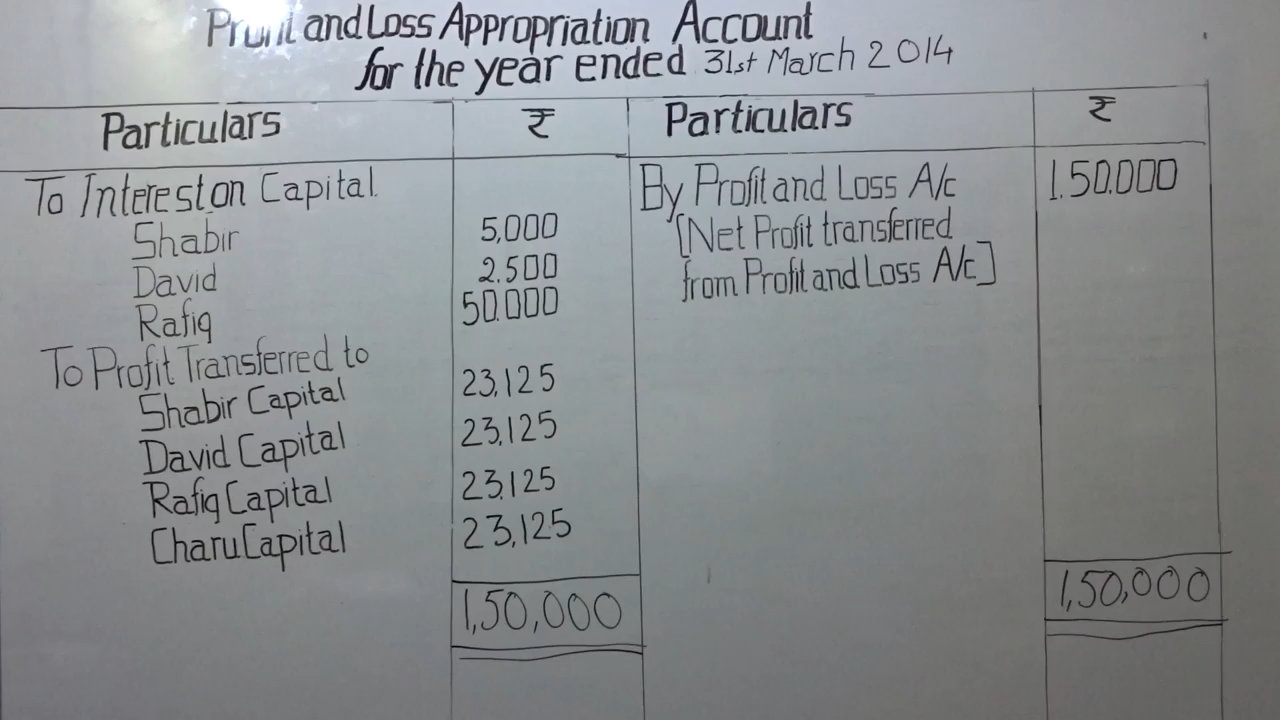 Profit and Loss Appropriation Account
for the year ended 31st March 2014
Particulars ₹ Particulars ₹
To Interest on Capital. By Profit and Loss A/c 1.50.000
Shabir 5,000 [Net Profit transferred
David 2.500 from Profit and Loss A/c]
Rafiq 50.000
To Profit Transferred to
Shabir Capital 23,125
David Capital 23,125
Rafiq Capital 23,125
Charu Capital 23,125
1,50,000 1,50,000